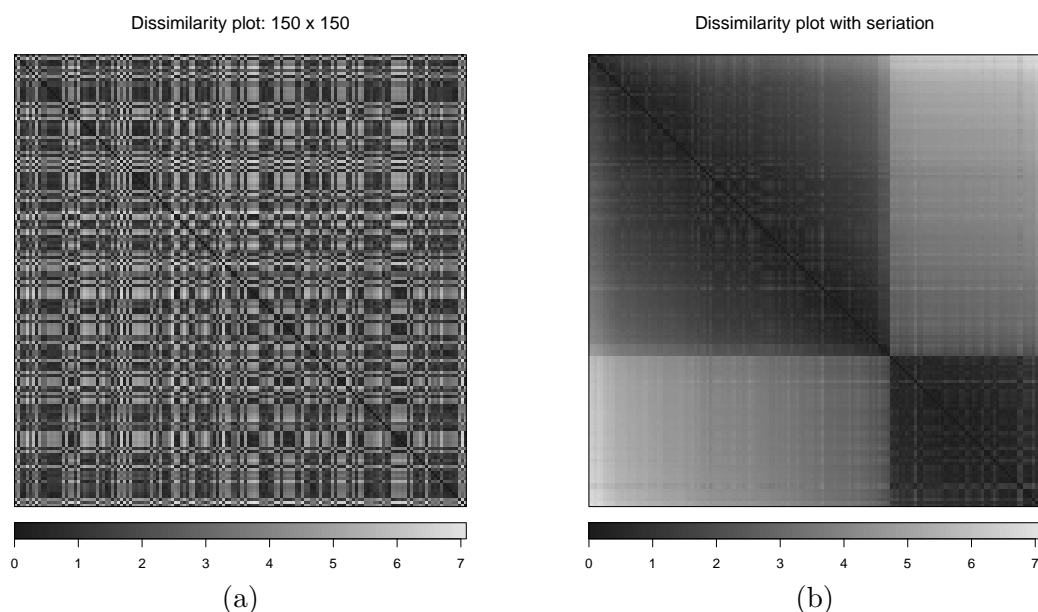 Dissimilarity plot: 150 x 150
0 1 2 3 4 5 6 7
(a)
Dissimilarity plot with seriation
0 1 2 3 4 5 6 7
(b)